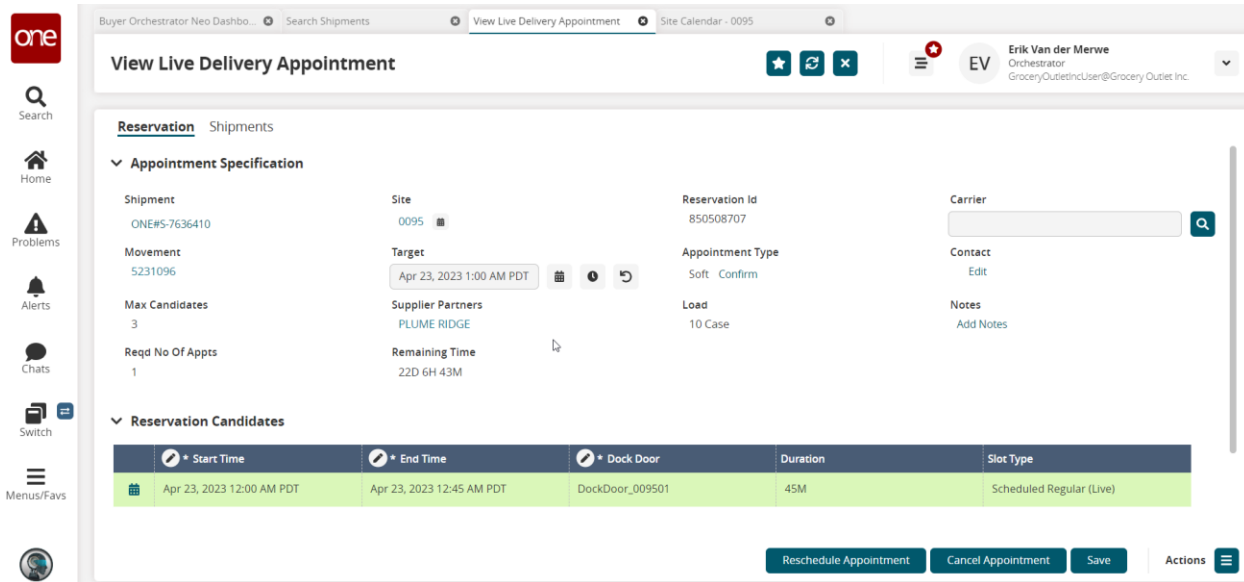 one
Buyer Orchestrator Neo Dashbo...
Search Shipments
View Live Delivery Appointment
Site Calendar - 0095
View Live Delivery Appointment
EV
Erik Van der Merwe
Orchestrator
GroceryOutletIncUser@Grocery Outlet Inc.
Search
Home
Problems
Alerts
Chats
Switch
Menus/Favs
Reservation Shipments
Appointment Specification
Shipment Site Reservation Id Carrier
ONE#S-7636410 0095 850508707
Movement Target Appointment Type Contact
5231096 Apr 23, 2023 1:00 AM PDT Soft Confirm Edit
Max Candidates Supplier Partners Load Notes
3 PLUME RIDGE 10 Case Add Notes
Reqd No Of Appts Remaining Time
1 22D 6H 43M
Reservation Candidates
* Start Time * End Time * Dock Door Duration Slot Type
Apr 23, 2023 12:00 AM PDT Apr 23, 2023 12:45 AM PDT DockDoor_009501 45M Scheduled Regular (Live)
Reschedule Appointment Cancel Appointment Save Actions